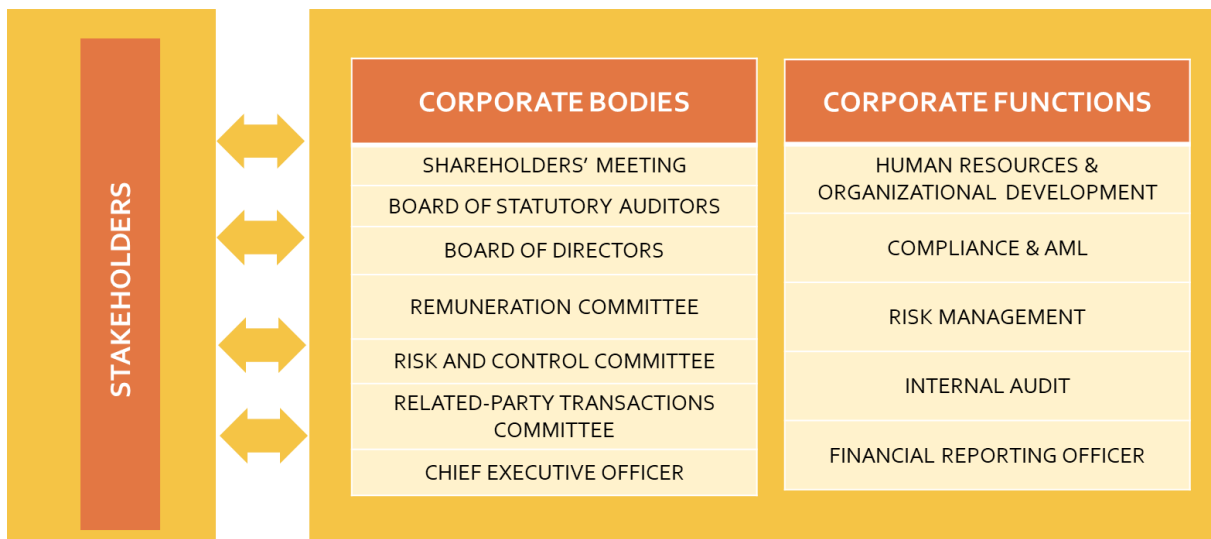 STAKEHOLDERS
CORPORATE BODIES
SHAREHOLDERS’ MEETING
BOARD OF STATUTORY AUDITORS
BOARD OF DIRECTORS
REMUNERATION COMMITTEE
RISK AND CONTROL COMMITTEE
RELATED-PARTY TRANSACTIONS
COMMITTEE
CHIEF EXECUTIVE OFFICER
CORPORATE FUNCTIONS
HUMAN RESOURCES &
ORGANIZATIONAL DEVELOPMENT
COMPLIANCE & AML
RISK MANAGEMENT
INTERNAL AUDIT
FINANCIAL REPORTING OFFICER